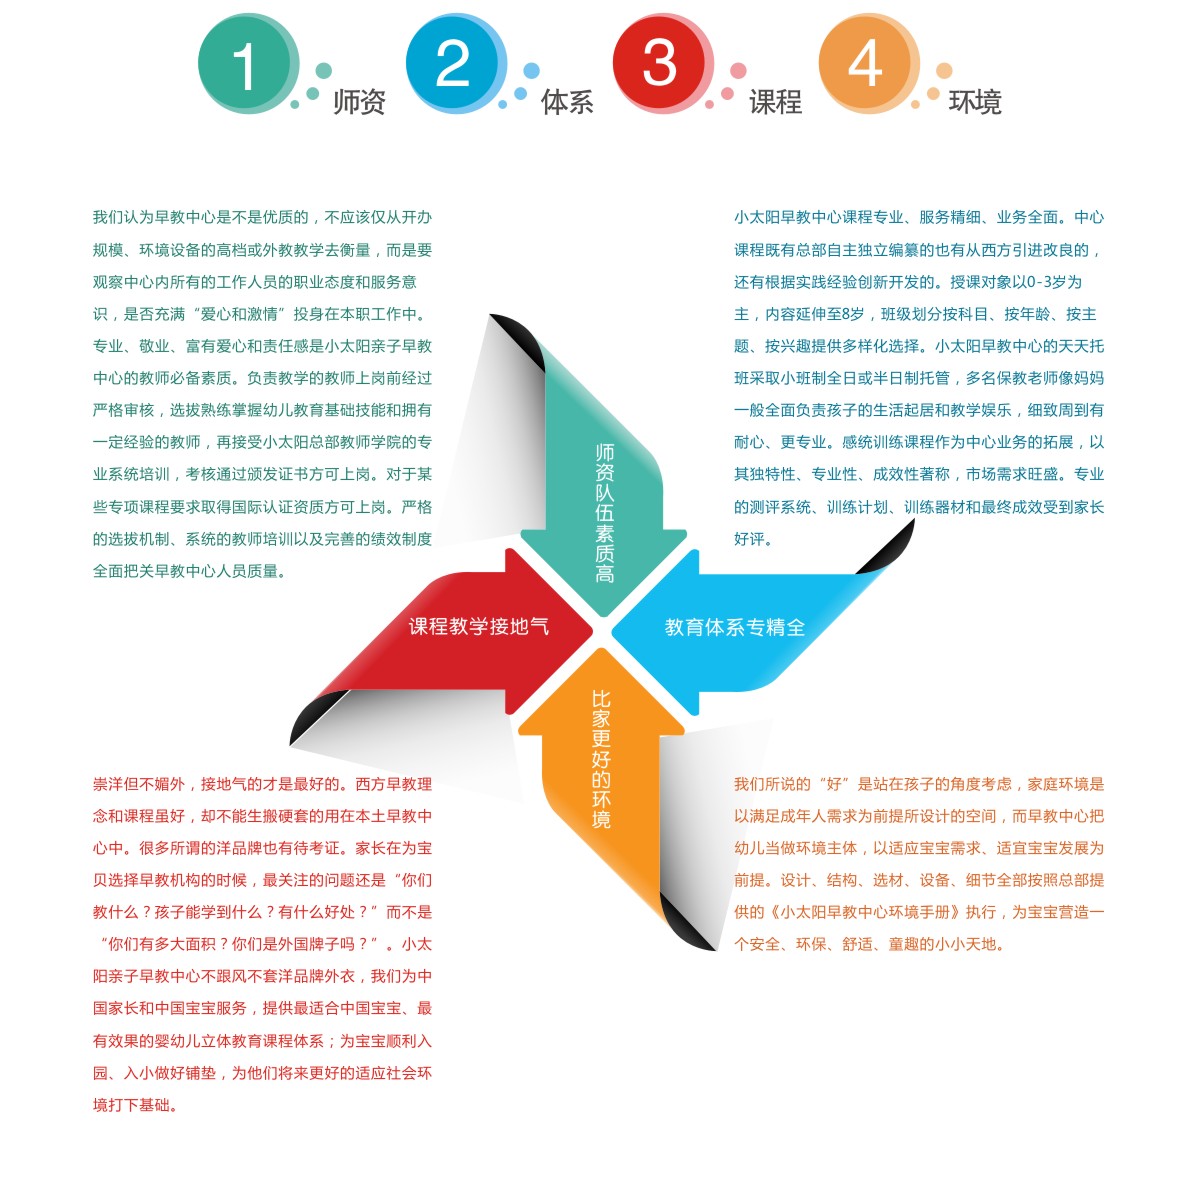 1
师资
2
体系
3
课程
4
环境
我们认为早教中心是不是优质的，不应该仅从开办
规模、环境设备的高档或外教教学去衡量，而是要
观察中心内所有的工作人员的职业态度和服务意
识，是否充满“爱心和激情”投身在本职工作中。
专业、敬业、富有爱心和责任感是小太阳亲子早教
中心的教师必备素质。负责教学的教师上岗前经过
严格审核，选拔熟练掌握幼儿教育基础技能和拥有
一定经验的教师，再接受小太阳总部教师学院的专
业系统培训，考核通过颁发证书方可上岗。对于某
些专项课程要求取得国际认证资质方可上岗。严格
的选拔机制、系统的教师培训以及完善的绩效制度
全面把关早教中心人员质量。
小太阳早教中心课程专业、服务精细、业务全面。中心
课程既有总部自主独立编纂的也有从西方引进改良的，
还有根据实践经验创新开发的。授课对象以0-3岁为
主，内容延伸至8岁，班级划分按科目、按年龄、按主
题、按兴趣提供多样化选择。小太阳早教中心的天天托
班采取小班制全日或半日制托管，多名保教老师像妈妈
一般全面负责孩子的生活起居和教学娱乐，细致周到有
耐心、更专业。感统训练课程作为中心业务的拓展，以
其独特性、专业性、成效性著称，市场需求旺盛。专业
的测评系统、训练计划、训练器材和最终成效受到家长
好评。
师资队伍素质高
课程教学接地气
教育体系专精全
比家更好的环境
崇洋但不媚外，接地气的才是最好的。西方早教理
念和课程虽好，却不能生搬硬套的用在本土早教中
心中。很多所谓的洋品牌也有待考证。家长在为宝
贝选择早教机构的时候，最关注的问题还是“你们
教什么？孩子能学到什么？有什么好处？”而不是
“你们有多大面积？你们是外国牌子吗？”。小太
阳亲子早教中心不跟风不套洋品牌外衣，我们为中
国家长和中国宝宝服务，提供最适合中国宝宝、最
有效果的婴幼儿立体教育课程体系；为宝宝顺利入
园、入小做好铺垫，为他们将来更好的适应社会环
境打下基础。
我们所说的“好”是站在孩子的角度考虑，家庭环境是
以满足成年人需求为前提所设计的空间，而早教中心把
幼儿当做环境主体，以适应宝宝需求、适宜宝宝发展为
前提。设计、结构、选材、设备、细节全部按照总部提
供的《小太阳早教中心环境手册》执行，为宝宝营造一
个安全、环保、舒适、童趣的小小天地。